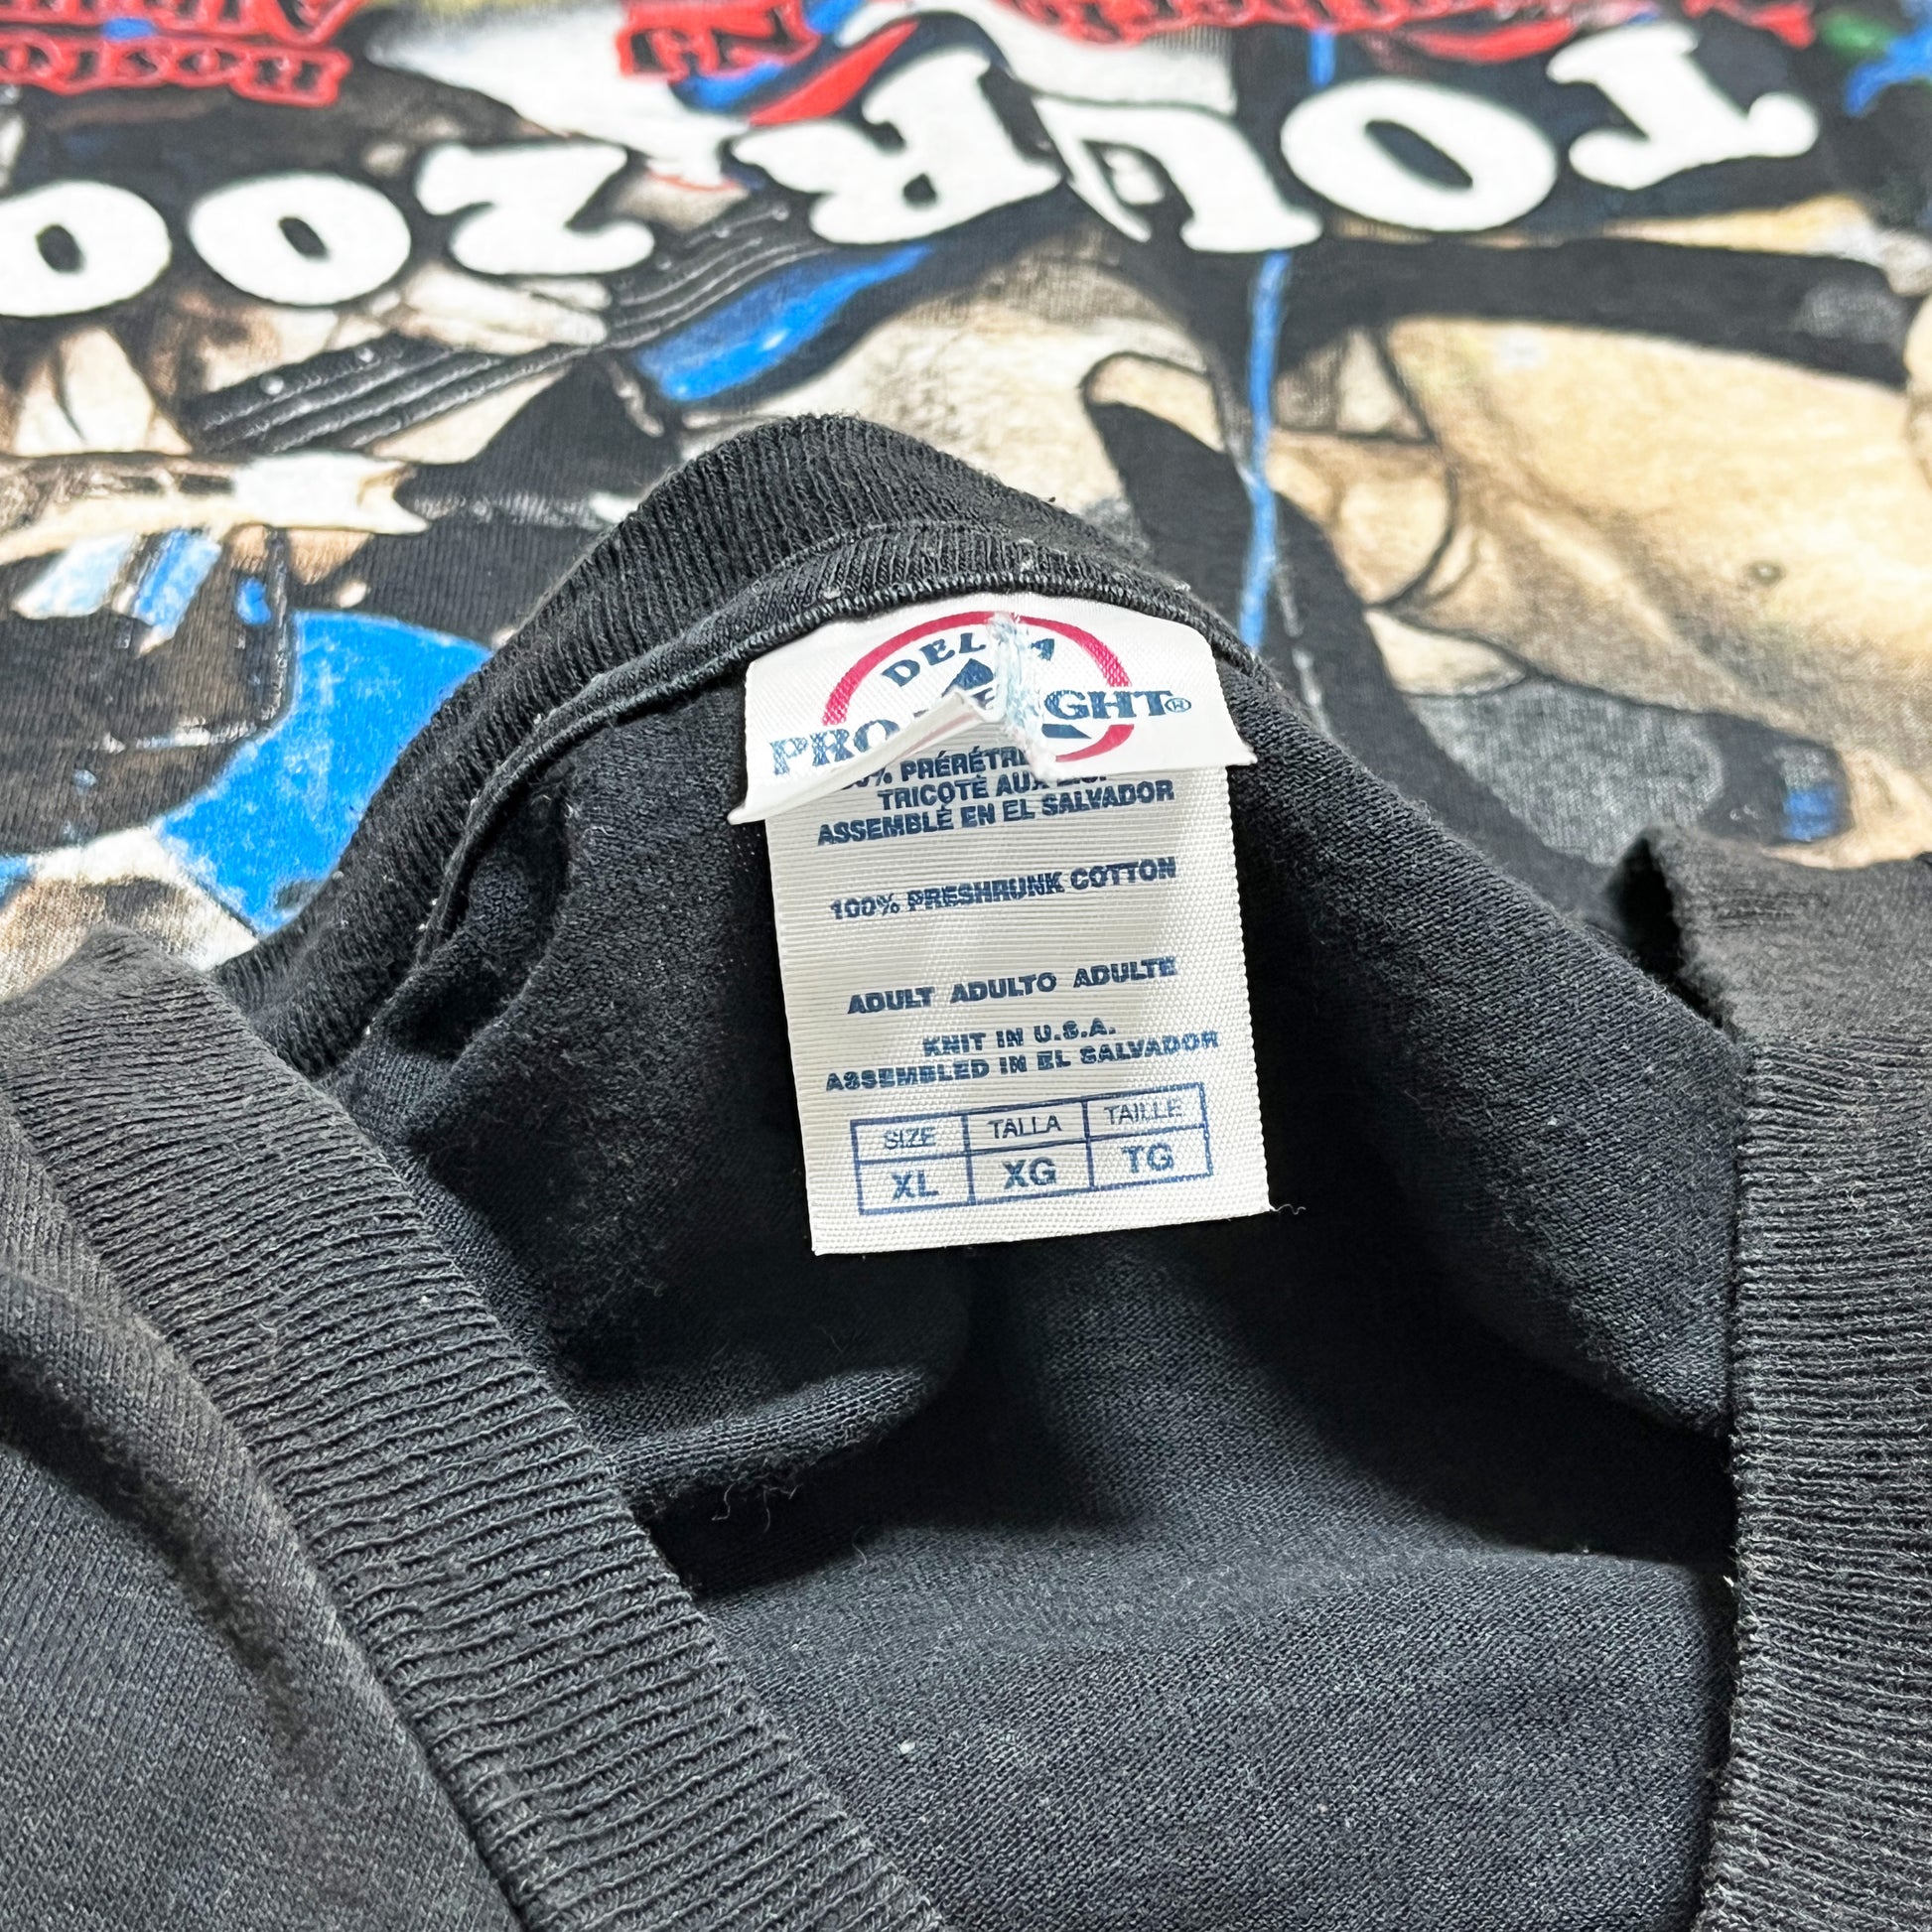 TOUR 200
DELTA
PRO WEIGHT®
% PRÉRÉTRÉ
TRICOTÉ AUX
ASSEMBLÉ EN EL SALVADOR
100% PRESHRUNK COTTON
ADULT ADULTO ADULTE
KNIT IN U.S.A.
ASSEMBLED IN EL SALVADOR
SIZE TALLA TAILLE
XL XG TG